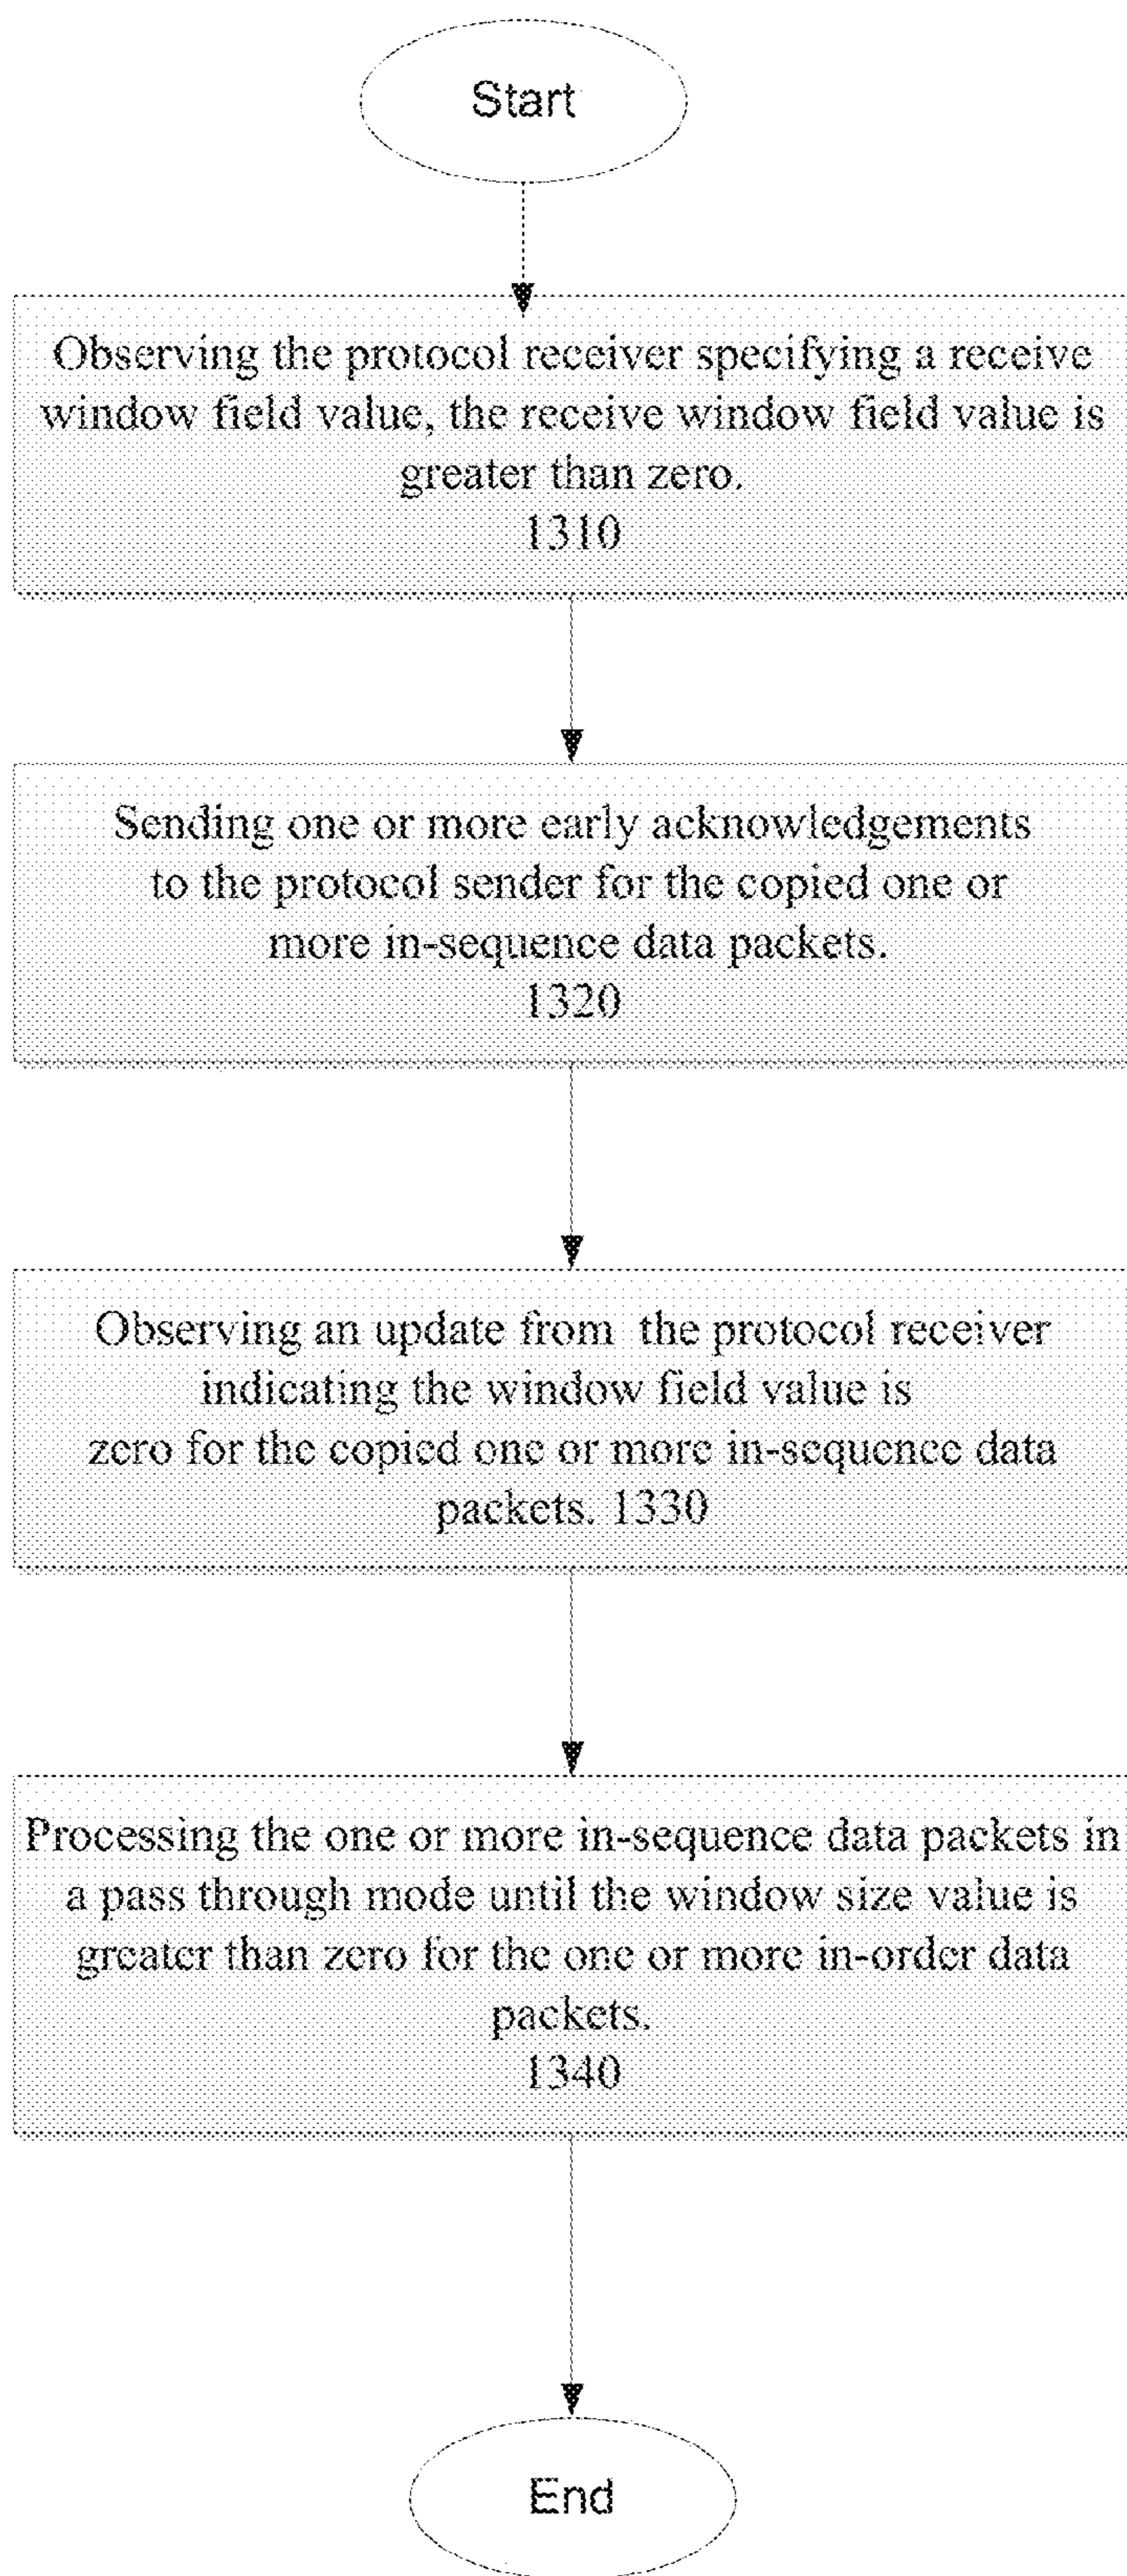 Start
Observing the protocol receiver specifying a receive
window field value, the receive window field value is
greater than zero.
1310
Sending one or more early acknowledgements
to the protocol sender for the copied one or
more in-sequence data packets.
1320
Observing an update from the protocol receiver
indicating the window field value is
zero for the copied one or more in-sequence data
packets. 1330
Processing the one or more in-sequence data packets in
a pass through mode until the window size value is
greater than zero for the one or more in-order data
packets.
1340
End